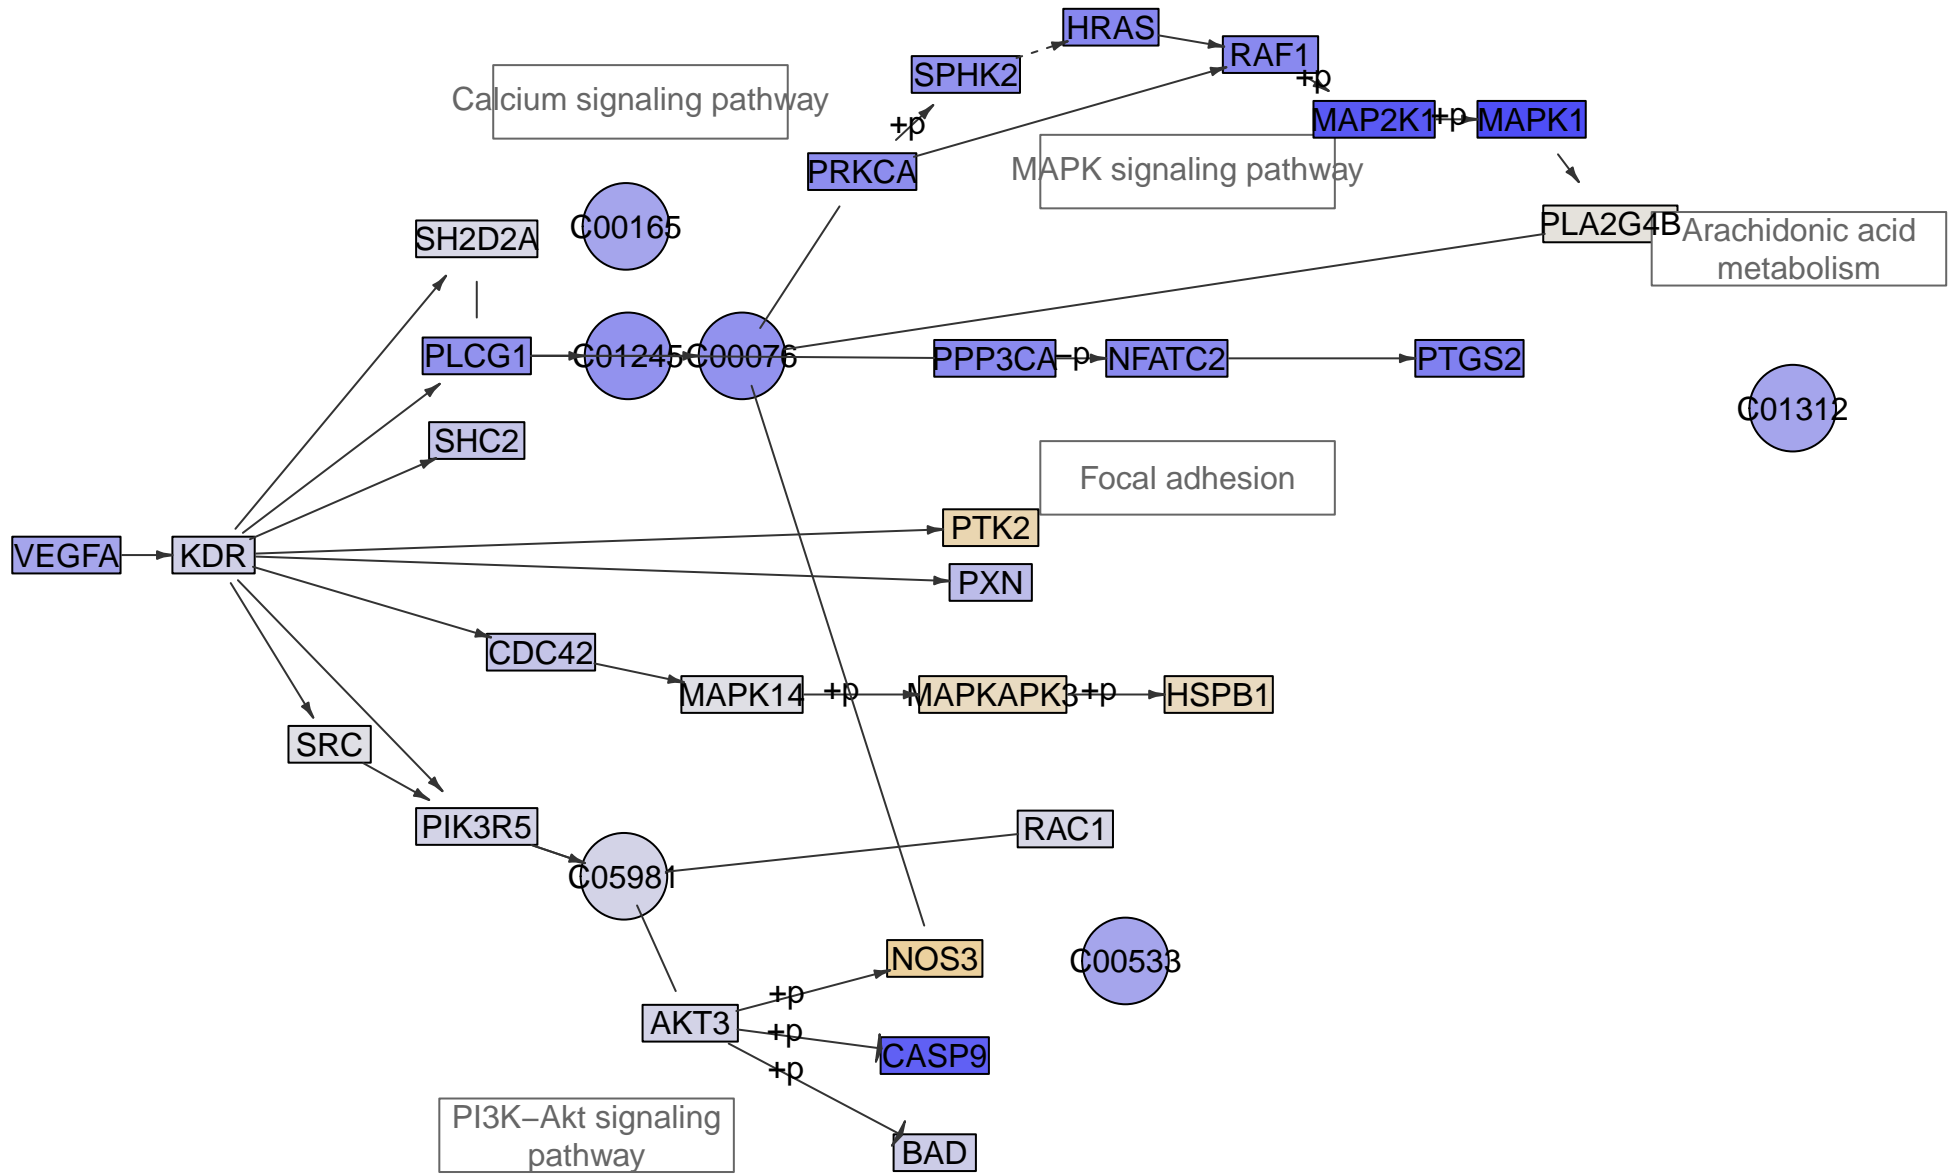 HRAS
RAF1
+p
SPHK2
Calcium signaling pathway
+p
MAP2K1
+p
MAPK1
PRKCA
MAPK signaling pathway
C00165
SH2D2A
PLA2G4B
Arachidonic acid
metabolism
PLCG1
C01245
C00076
PPP3CA
−p
NFATC2
PTGS2
C01312
SHC2
Focal adhesion
PTK2
VEGFA
KDR
PXN
CDC42
MAPK14
+p
MAPKAPK3
+p
HSPB1
SRC
PIK3R5
RAC1
C05981
NOS3
C00533
+p
AKT3
+p
CASP9
+p
PI3K−Akt signaling
pathway
BAD